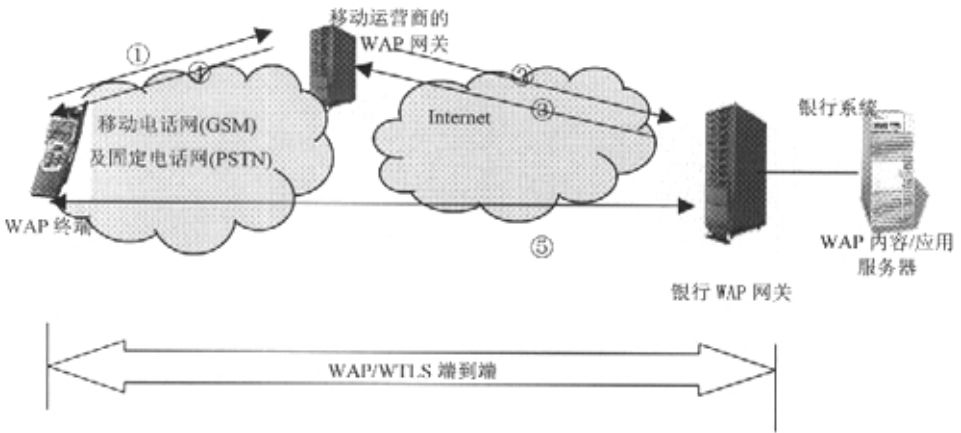 移动运营商的
WAP 网关
①
④
②
③
Internet
移动电话网(GSM)
及固定电话网(PSTN)
银行系统
WAP 终端
⑤
WAP 内容/应用
服务器
银行 WAP 网关
WAP/WTLS 端到端